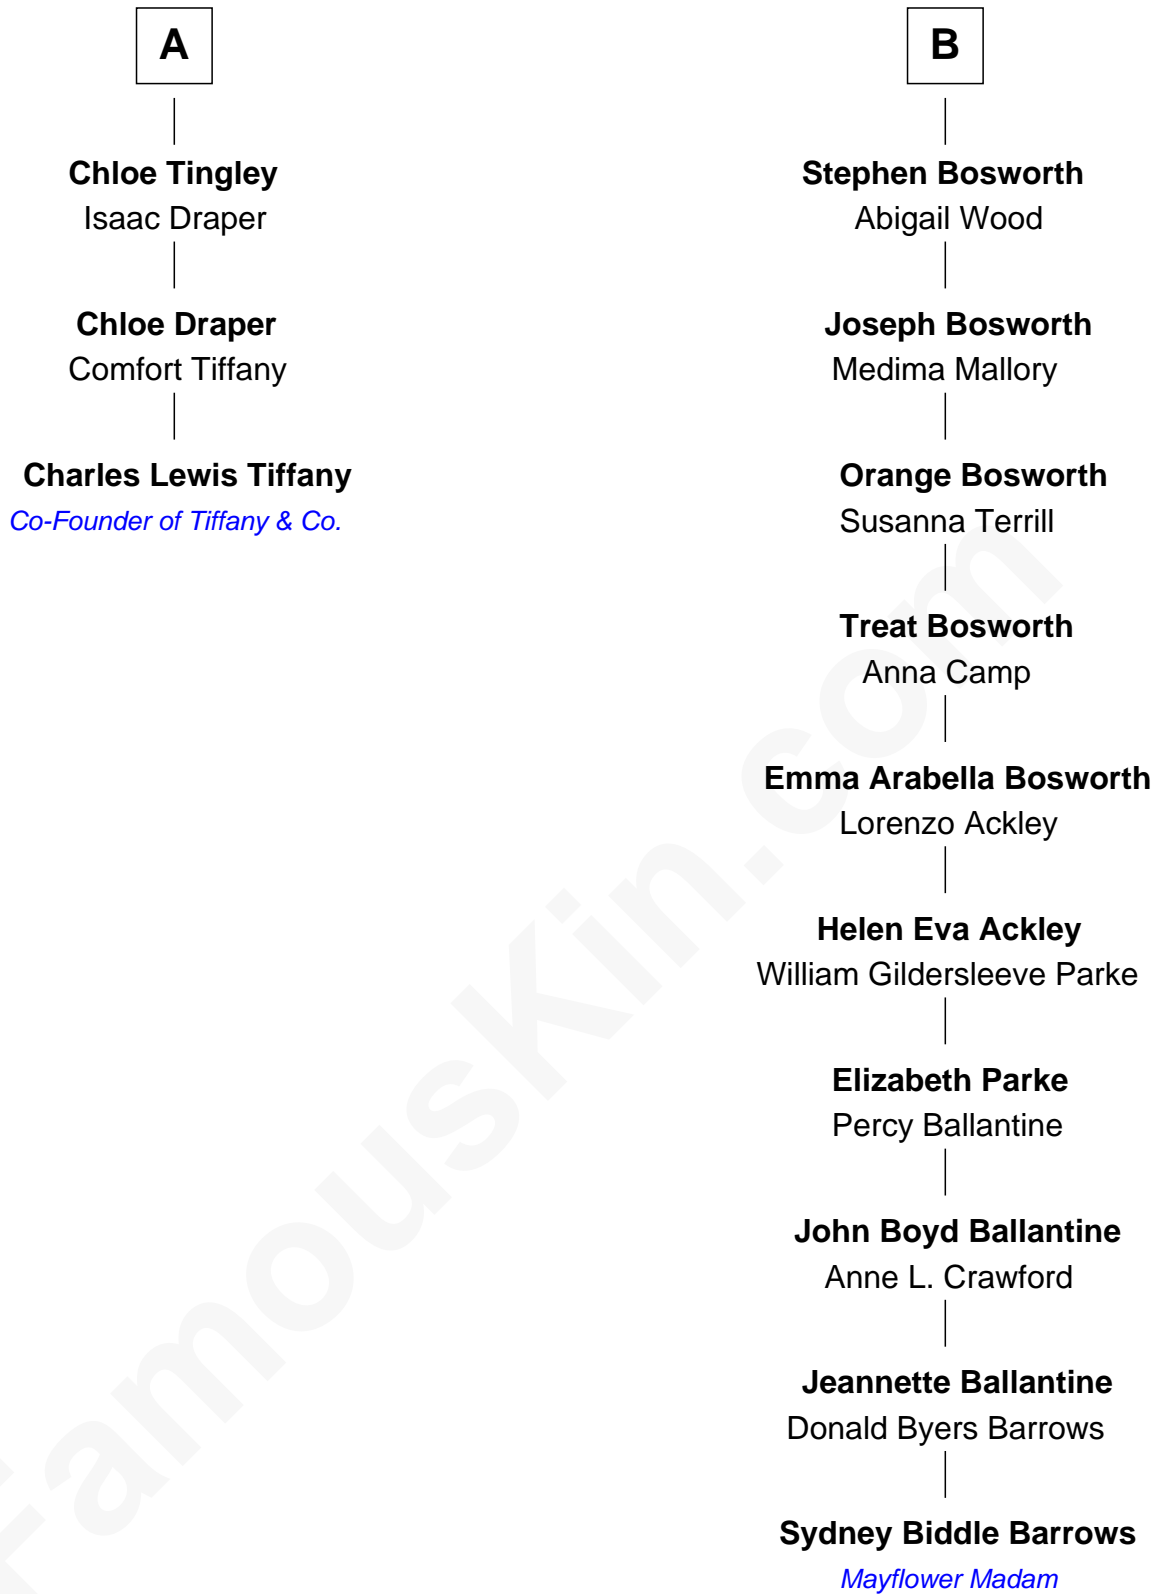 A
Chloe Tingley
Isaac Draper
Chloe Draper
Comfort Tiffany
Charles Lewis Tiffany
Co-Founder of Tiffany & Co.
B
Stephen Bosworth
Abigail Wood
Joseph Bosworth
Medima Mallory
Orange Bosworth
Susanna Terrill
Treat Bosworth
Anna Camp
Emma Arabella Bosworth
Lorenzo Ackley
Helen Eva Ackley
William Gildersleeve Parke
Elizabeth Parke
Percy Ballantine
John Boyd Ballantine
Anne L. Crawford
Jeannette Ballantine
Donald Byers Barrows
Sydney Biddle Barrows
Mayflower Madam
FamousKin.com